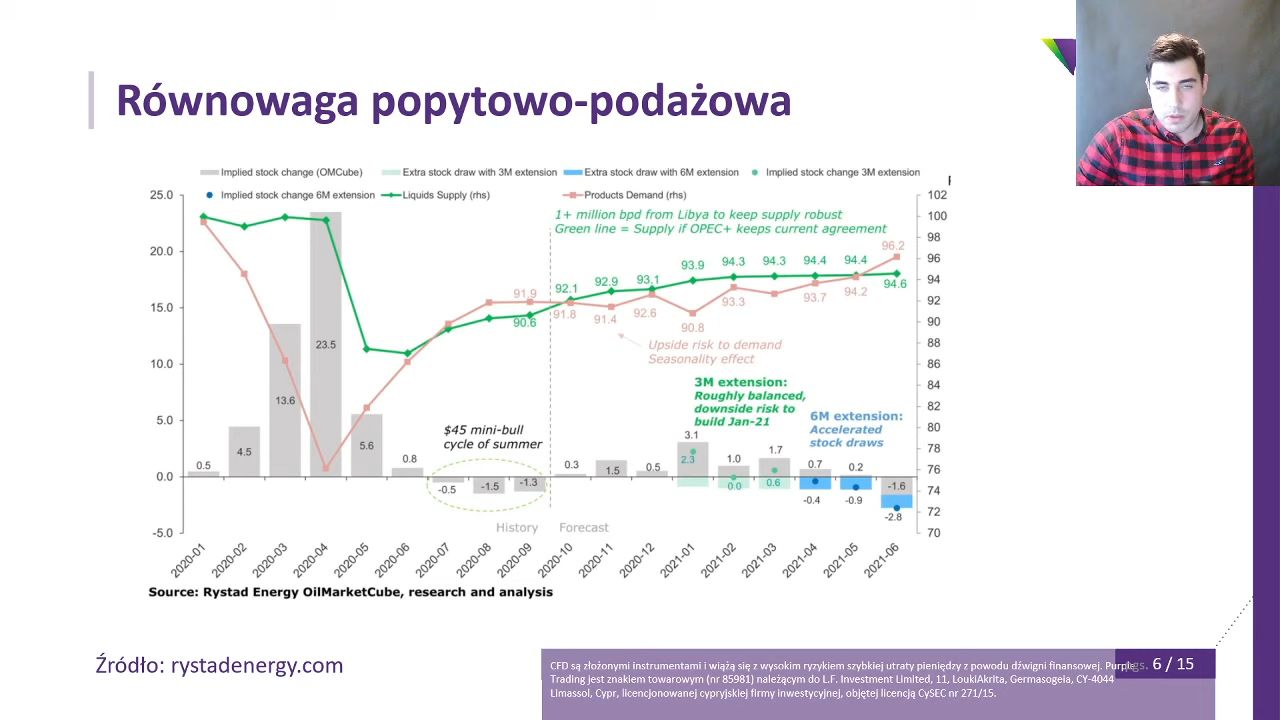 Równowaga popytowo-podażowa
Implied stock change (OMCube) Extra stock draw with 3M extension Extra stock draw with 6M extension Implied stock change 3M extension
Implied stock change 6M extension Liquids Supply (rhs) Products Demand (rhs)
25.0 102
1+ million bpd from Libya to keep supply robust 100
Green line = Supply if OPEC+ keeps current agreement
98
96.2
20.0 96
93.9 94.3 94.3 94.4 94.4
94
92.1 92.9 93.1 94.6
91.9 93.3 93.7 94.2
92
15.0 90.6 91.8 91.4 92.6 90.8
90
88
Upside risk to demand
Seasonality effect
86
10.0 23.5
84
3M extension:
Roughly balanced,
downside risk to
build Jan-21
13.6
82
6M extension:
Accelerated
stock draws
5.0 80
$45 mini-bull
cycle of summer
78
0.5 4.5 5.6 0.8 0.3 1.5 0.5 3.1 2.3 1.0 1.7 0.7 0.2
76
0.0 -0.5 -1.5 -1.3 0.0 0.6 -0.4 -0.9 -1.6 74
-2.8
72
History Forecast
-5.0 70
2020-01 2020-02 2020-03 2020-04 2020-05 2020-06 2020-07 2020-08 2020-09 2020-10 2020-11 2020-12 2021-01 2021-02 2021-03 2021-04 2021-05 2021-06
Source: Rystad Energy OilMarketCube, research and analysis
Źródło: rystadenergy.com
CFD są złożonymi instrumentami i wiążą się z wysokim ryzykiem szybkiej utraty pieniędzy z powodu dźwigni finansowej. Purple
Trading jest znakiem towarowym (nr 85981) należącym do L.F. Investment Limited, 11, LoukiAkrita, Germasogeia, CY-4044
Limassol, Cypr, licencjonowanej cypryjskiej firmy inwestycyjnej, objętej licencją CySEC nr 271/15.
pgs. 6 / 15